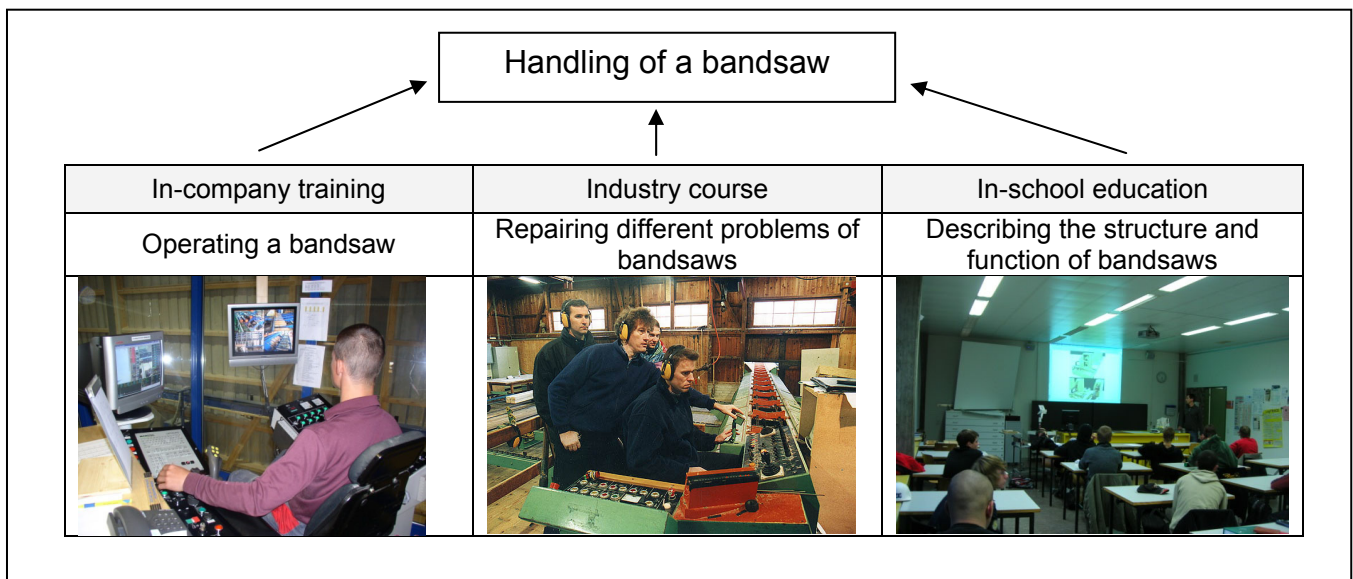 Handling of a bandsaw
In-company training
Industry course
In-school education
Operating a bandsaw
Repairing different problems of
bandsaws
Describing the structure and
function of bandsaws